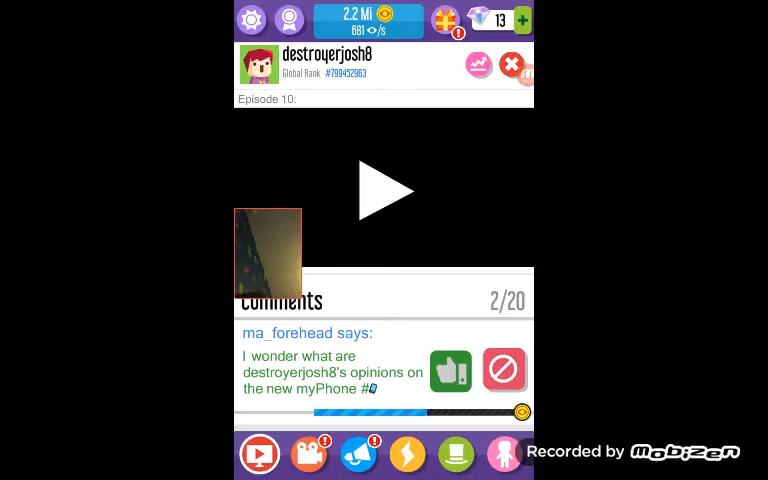 2.2 Mi
681 /s
13
destroyerjosh8
Global Rank #799452963
Episode 10:
Comments 2/20
ma_forehead says:
I wonder what are
destroyerjosh8's opinions on
the new myPhone #
Recorded by Mobizen